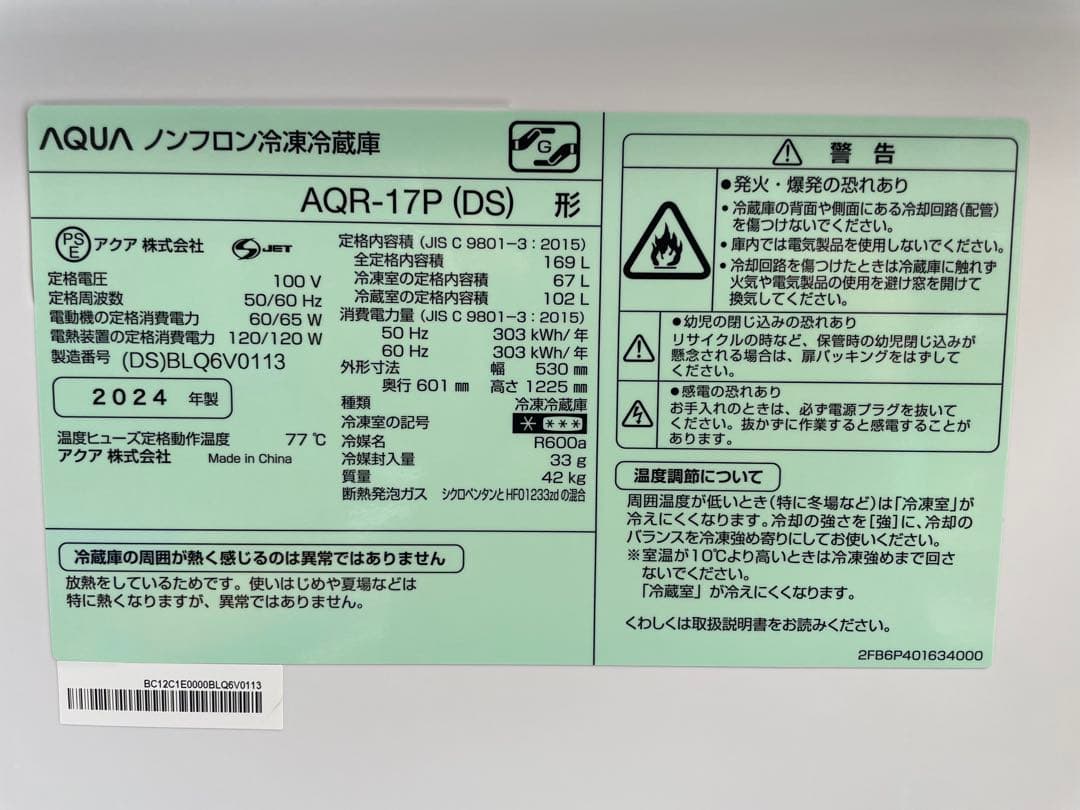 AQUA ノンフロン冷凍冷蔵庫
G
AQR-17P (DS) 形
PS E アクア 株式会社 S JET
定格電圧 100 V
定格周波数 50/60 Hz
電動機の定格消費電力 60/65 W
電熱装置の定格消費電力 120/120 W
製造番号 (DS)BLQ6V0113
2024 年製
温度ヒューズ定格動作温度 77 ℃
アクア 株式会社 Made in China
定格内容積 (JIS C 9801-3 : 2015)
全定格内容積 169 L
冷凍室の定格内容積 67 L
冷蔵室の定格内容積 102 L
消費電力量 (JIS C 9801-3 : 2015)
50 Hz 303 kWh/年
60 Hz 303 kWh/年
外形寸法 幅 530 mm
奥行 601 mm 高さ 1225 mm
種類 冷凍冷蔵庫
冷凍室の記号 * ***
冷媒名 R600a
冷媒封入量 33 g
質量 42 kg
断熱発泡ガス シクロペンタンとHFO1233zdの混合
冷蔵庫の周囲が熱く感じるのは異常ではありません
放熱をしているためです。使いはじめや夏場などは
特に熱くなりますが、異常ではありません。
BC12C1E0000BLQ6V0113
警 告
●発火・爆発の恐れあり
・冷蔵庫の背面や側面にある冷却回路(配管)
を傷つけないでください。
・庫内では電気製品を使用しないでください。
・冷却回路を傷つけたときは冷蔵庫に触れず
火気や電気製品の使用を避け窓を開けて
換気してください。
●幼児の閉じ込みの恐れあり
リサイクルの時など、保管時の幼児閉じ込みが
懸念される場合は、扉パッキングをはずして
ください。
●感電の恐れあり
お手入れのときは、必ず電源プラグを抜いて
ください。抜かずに作業すると感電することが
あります。
温度調節について
周囲温度が低いとき(特に冬場など)は「冷凍室」が
冷えにくくなります。冷却の強さを[強]に、冷却の
バランスを冷凍強め寄りにしてお使いください。
※室温が10℃より高いときは冷凍強めまで回さ
ないでください。
「冷蔵室」が冷えにくくなります。
くわしくは取扱説明書をお読みください。
2FB6P401634000